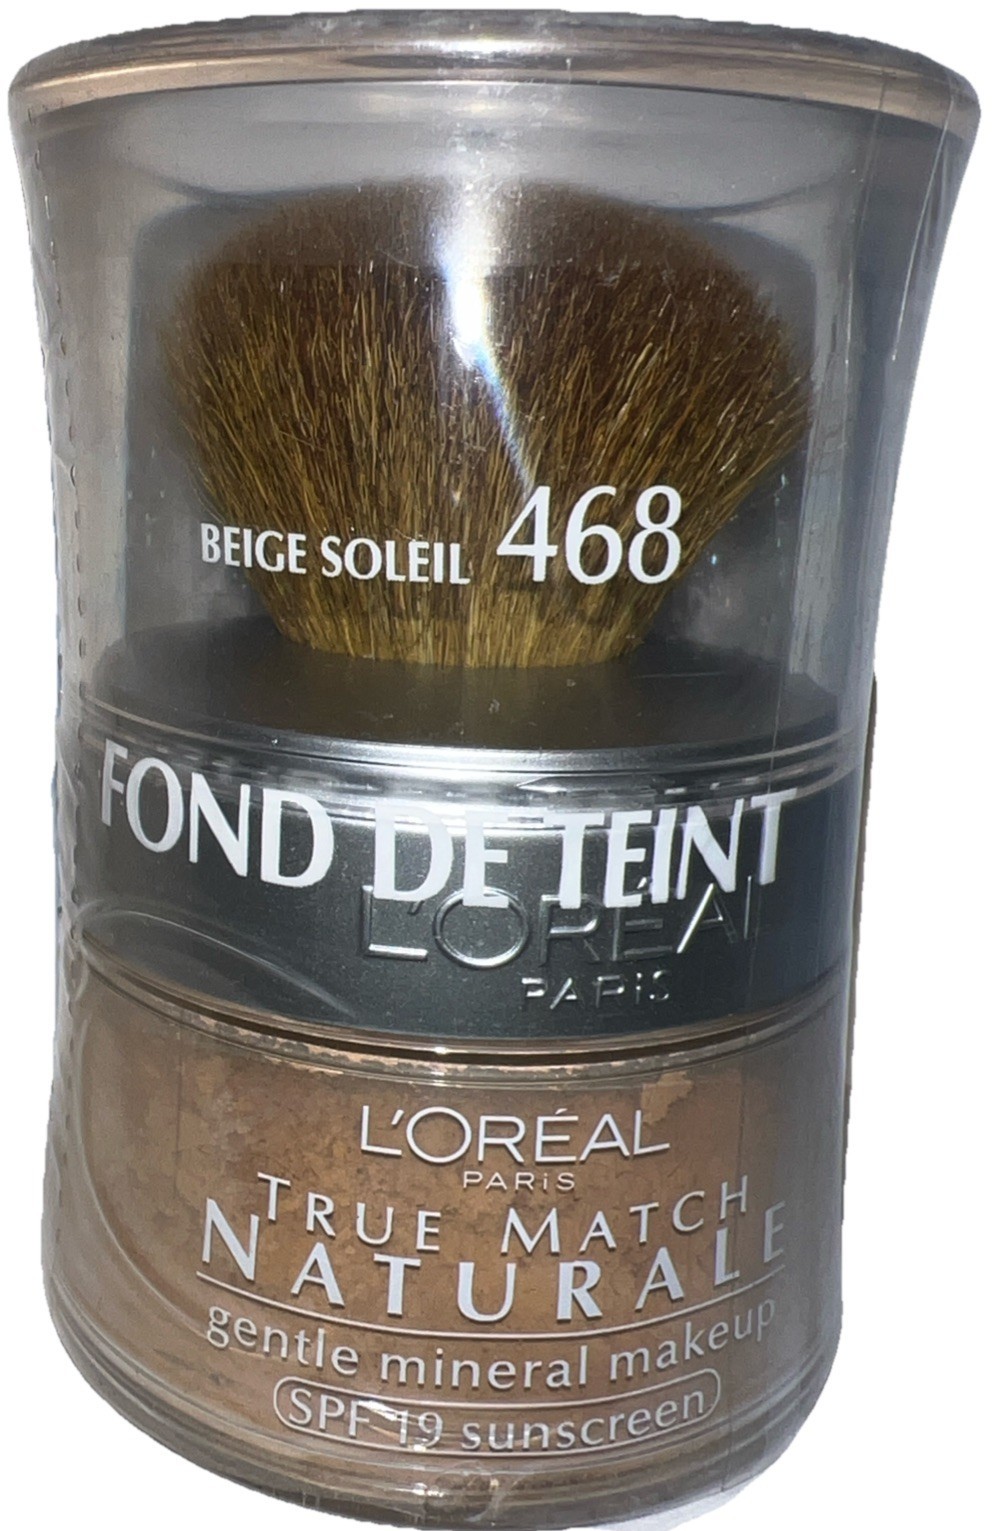 BEIGE SOLEIL 468
FOND DE TEINT
L'ORÉAL
PARIS
L'ORÉAL
PARIS
TRUE MATCH
NATURALE
gentle mineral makeup
SPF 19 sunscreen